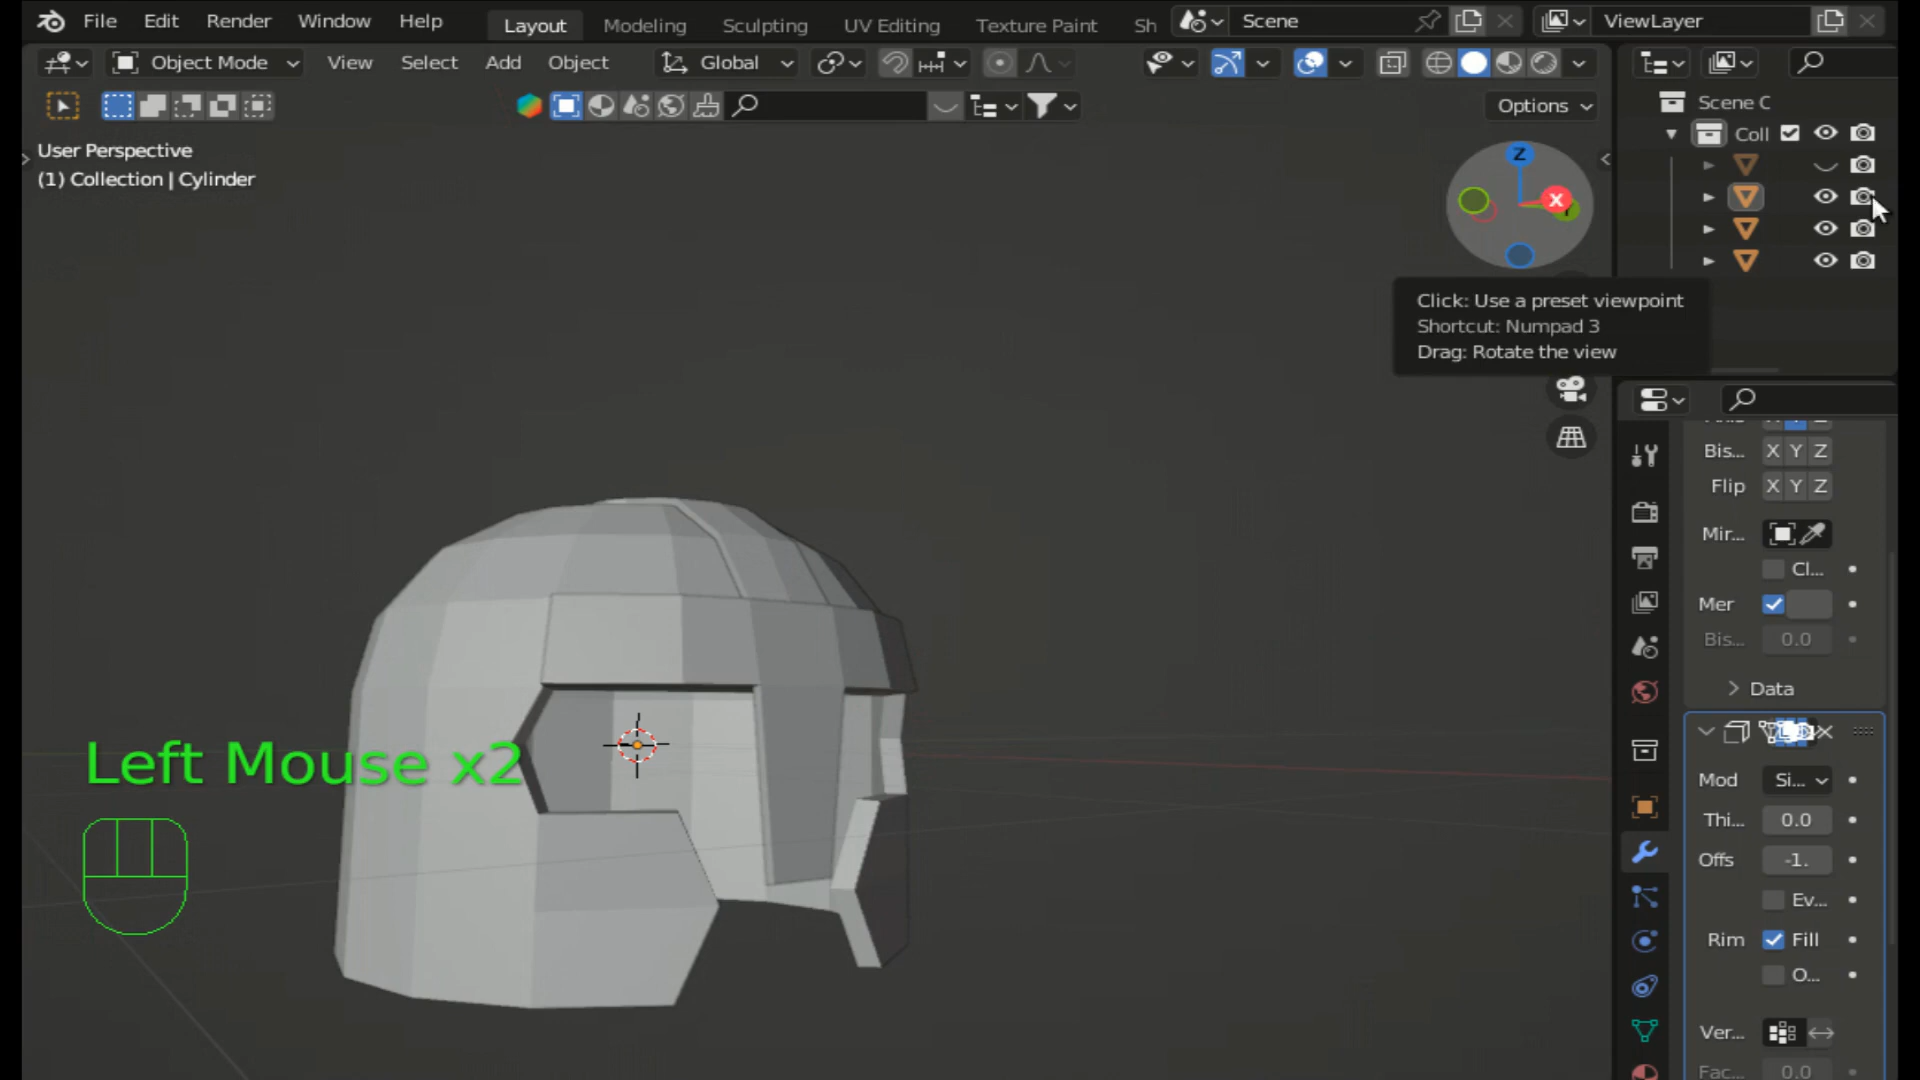 File Edit Render Window Help Layout Modeling Sculpting UV Editing Texture Paint Sh Scene ViewLayer
Object Mode View Select Add Object Global
Options
User Perspective
(1) Collection | Cylinder
Z
X
Scene C
Coll
Click: Use a preset viewpoint
Shortcut: Numpad 3
Drag: Rotate the view
Bis... X Y Z
Flip X Y Z
Mir...
Cl...
Mer
Bis... 0.0
Data
Mod Si...
Thi... 0.0
Offs -1.
Ev...
Rim Fill
O...
Ver...
Fac... 0.0
Left Mouse x2